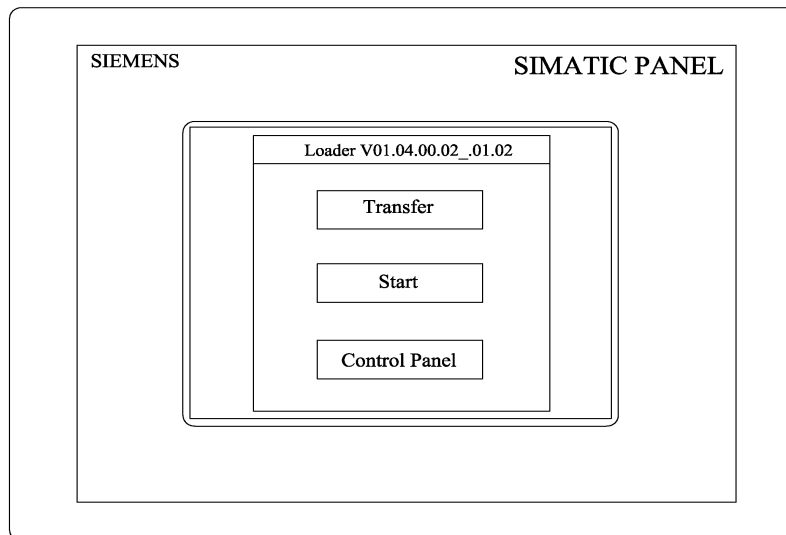 SIEMENS
SIMATIC PANEL
Loader V01.04.00.02_.01.02
Transfer
Start
Control Panel